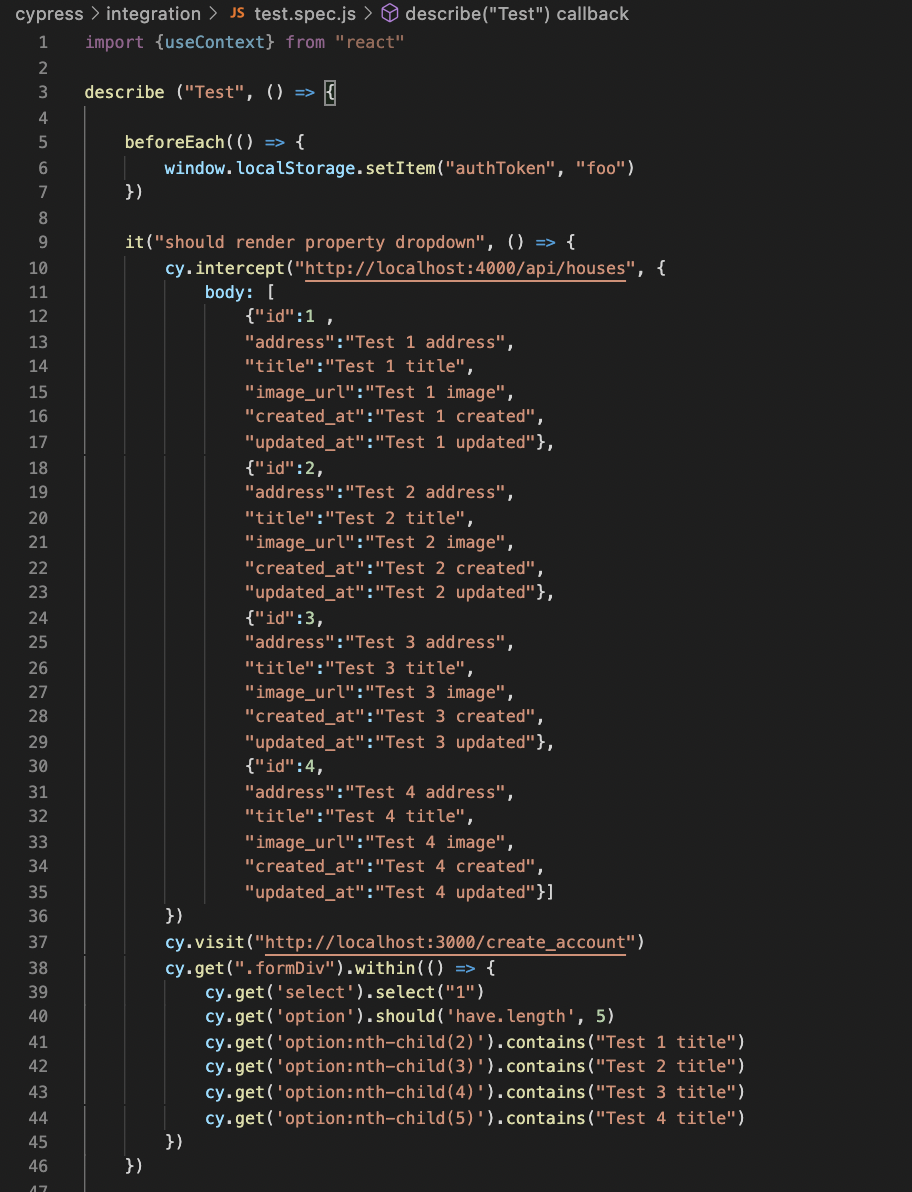 cypress > integration > JS test.spec.js > describe("Test") callback
1 import {useContext} from "react"
2
3 describe ("Test", () => {
4
5 beforeEach(() => {
6 window.localStorage.setItem("authToken", "foo")
7 })
8
9 it("should render property dropdown", () => {
10 cy.intercept("http://localhost:4000/api/houses", {
11 body: [
12 {"id":1 ,
13 "address":"Test 1 address",
14 "title":"Test 1 title",
15 "image_url":"Test 1 image",
16 "created_at":"Test 1 created",
17 "updated_at":"Test 1 updated"},
18 {"id":2,
19 "address":"Test 2 address",
20 "title":"Test 2 title",
21 "image_url":"Test 2 image",
22 "created_at":"Test 2 created",
23 "updated_at":"Test 2 updated"},
24 {"id":3,
25 "address":"Test 3 address",
26 "title":"Test 3 title",
27 "image_url":"Test 3 image",
28 "created_at":"Test 3 created",
29 "updated_at":"Test 3 updated"},
30 {"id":4,
31 "address":"Test 4 address",
32 "title":"Test 4 title",
33 "image_url":"Test 4 image",
34 "created_at":"Test 4 created",
35 "updated_at":"Test 4 updated"}]
36 })
37 cy.visit("http://localhost:3000/create_account")
38 cy.get(".formDiv").within(() => {
39 cy.get('select').select("1")
40 cy.get('option').should('have.length', 5)
41 cy.get('option:nth-child(2)').contains("Test 1 title")
42 cy.get('option:nth-child(3)').contains("Test 2 title")
43 cy.get('option:nth-child(4)').contains("Test 3 title")
44 cy.get('option:nth-child(5)').contains("Test 4 title")
45 })
46 })
47